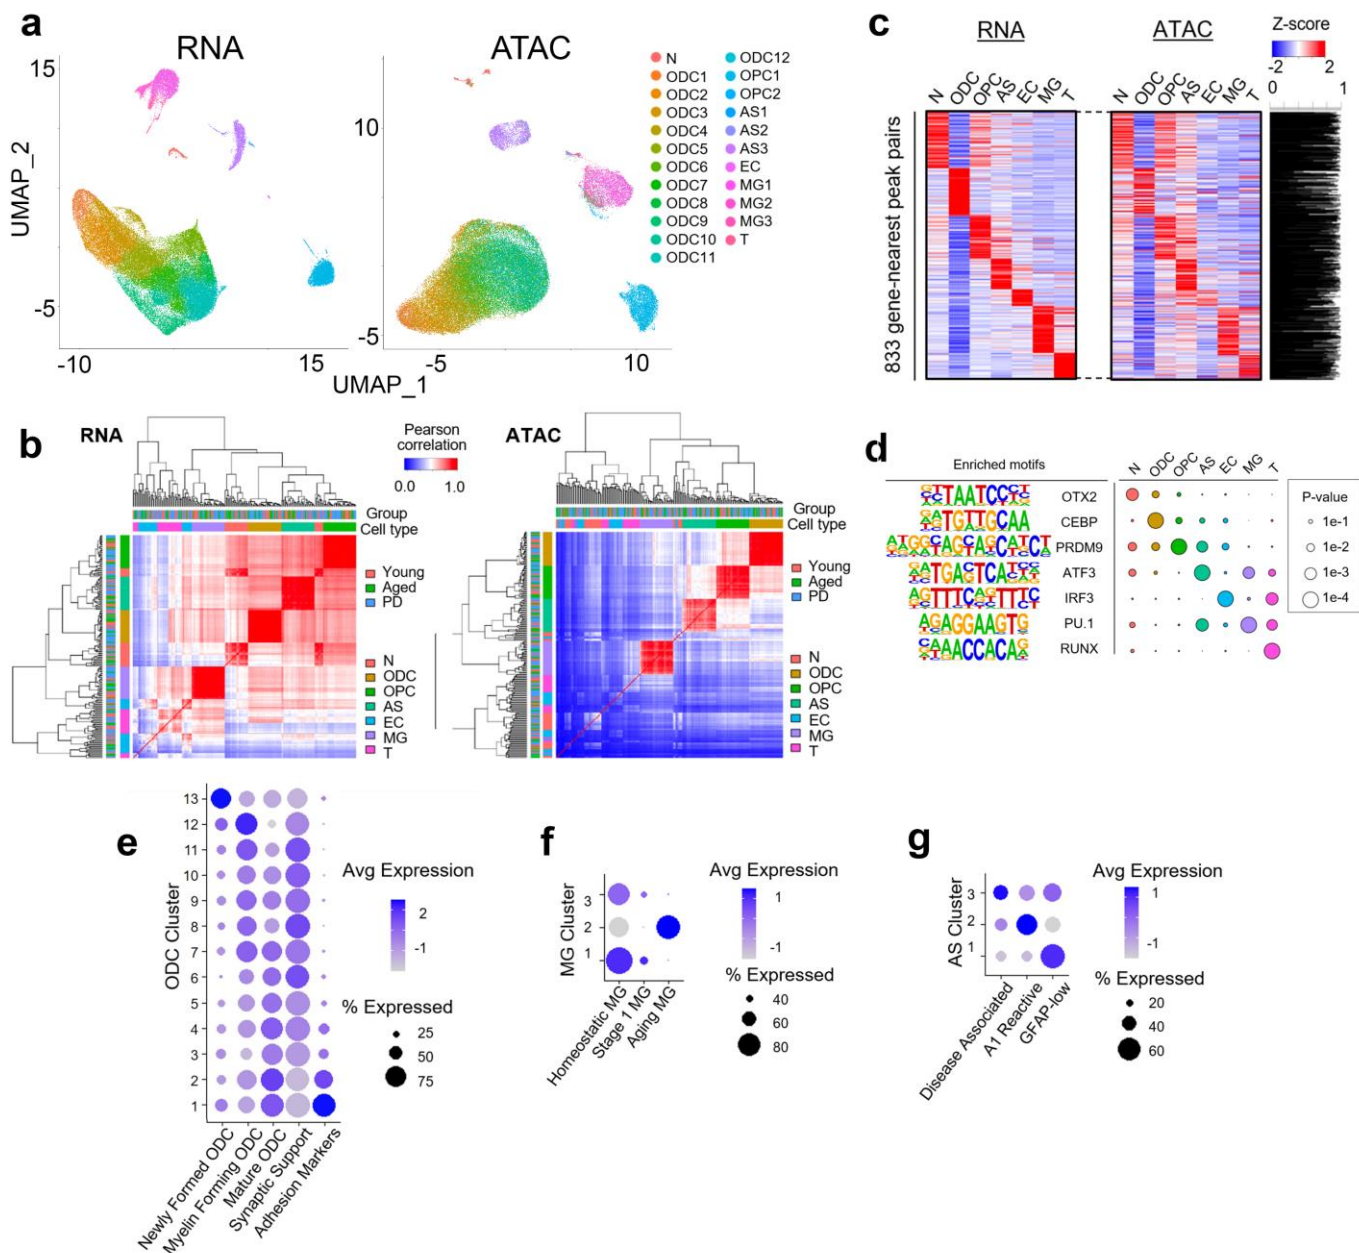 a
RNA
ATAC
UMAP_2
15
-5
-10
15
10
-5
-5
10
UMAP_1
N
ODC1
ODC2
ODC3
ODC4
ODC5
ODC6
ODC7
ODC8
ODC9
ODC10
ODC11
ODC12
OPC1
OPC2
AS1
AS2
AS3
EC
MG1
MG2
MG3
T
c
RNA
ATAC
Z-score
-2 2
N ODC OPC AS EC MG T
N ODC OPC AS EC MG T
0 1
833 gene-nearest peak pairs
b
RNA
Pearson
correlation
0.0 1.0
ATAC
Group
Cell type
Young
Aged
PD
N
ODC
OPC
AS
EC
MG
T
Group
Cell type
Young
Aged
PD
N
ODC
OPC
AS
EC
MG
T
d
Enriched motifs
N ODC OPC AS EC MG T
TAATCC OTX2
TGTTGCAA CEBP
PRDM9
TGAGTCA ATF3
IRF3
PU.1
RUNX
P-value
1e-1
1e-2
1e-3
1e-4
e
ODC Cluster
13
12
11
10
9
8
7
6
5
4
3
2
1
Newly Formed ODC
Myelin Forming ODC
Mature ODC
Synaptic Support
Adhesion Markers
Avg Expression
2
-1
% Expressed
25
50
75
f
MG Cluster
3
2
1
Homeostatic MG
Stage 1 MG
Aging MG
Avg Expression
1
-1
% Expressed
40
60
80
g
AS Cluster
3
2
1
Disease Associated
A1 Reactive
GFAP-low
Avg Expression
1
-1
% Expressed
20
40
60